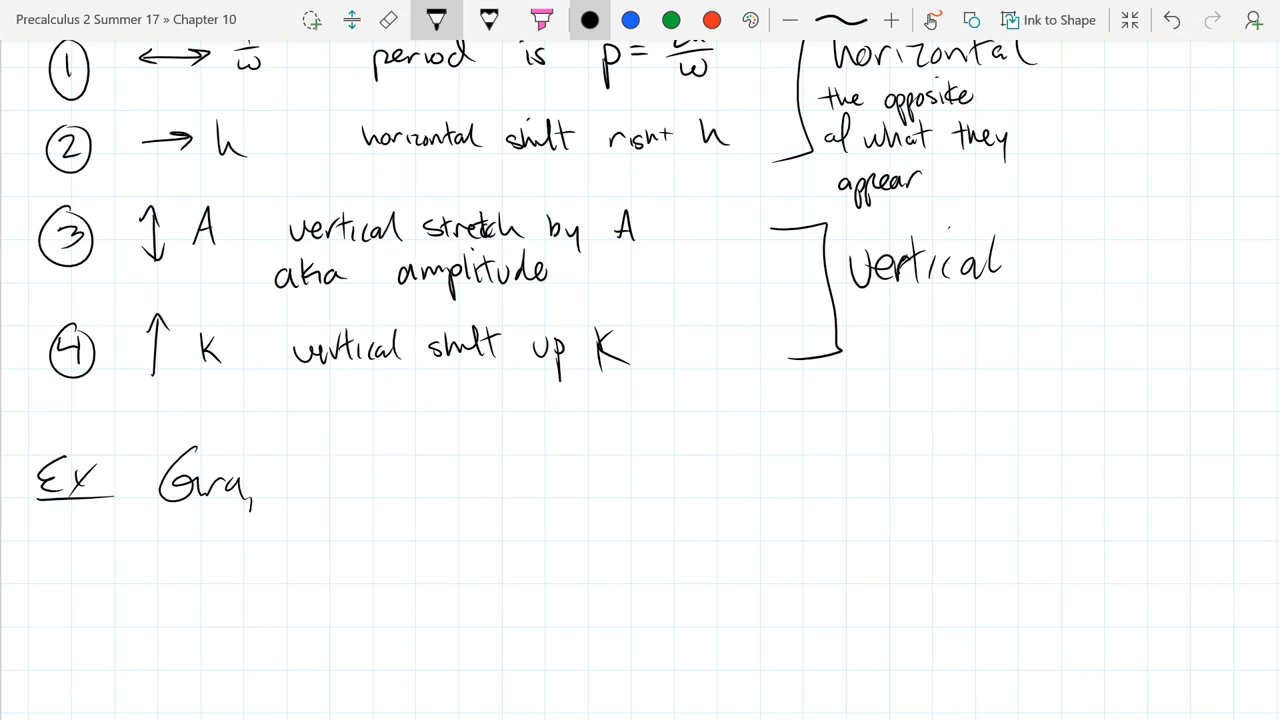 Precalculus 2 Summer 17 » Chapter 10
Ink to Shape
① ↔ 1/ω period is p = 2π/ω horizontal
the opposite
② → h horizontal shift right h of what they
appear
③ ↕ A vertical stretch by A vertical
aka amplitude
④ ↑ K vertical shift up K
Ex Gra